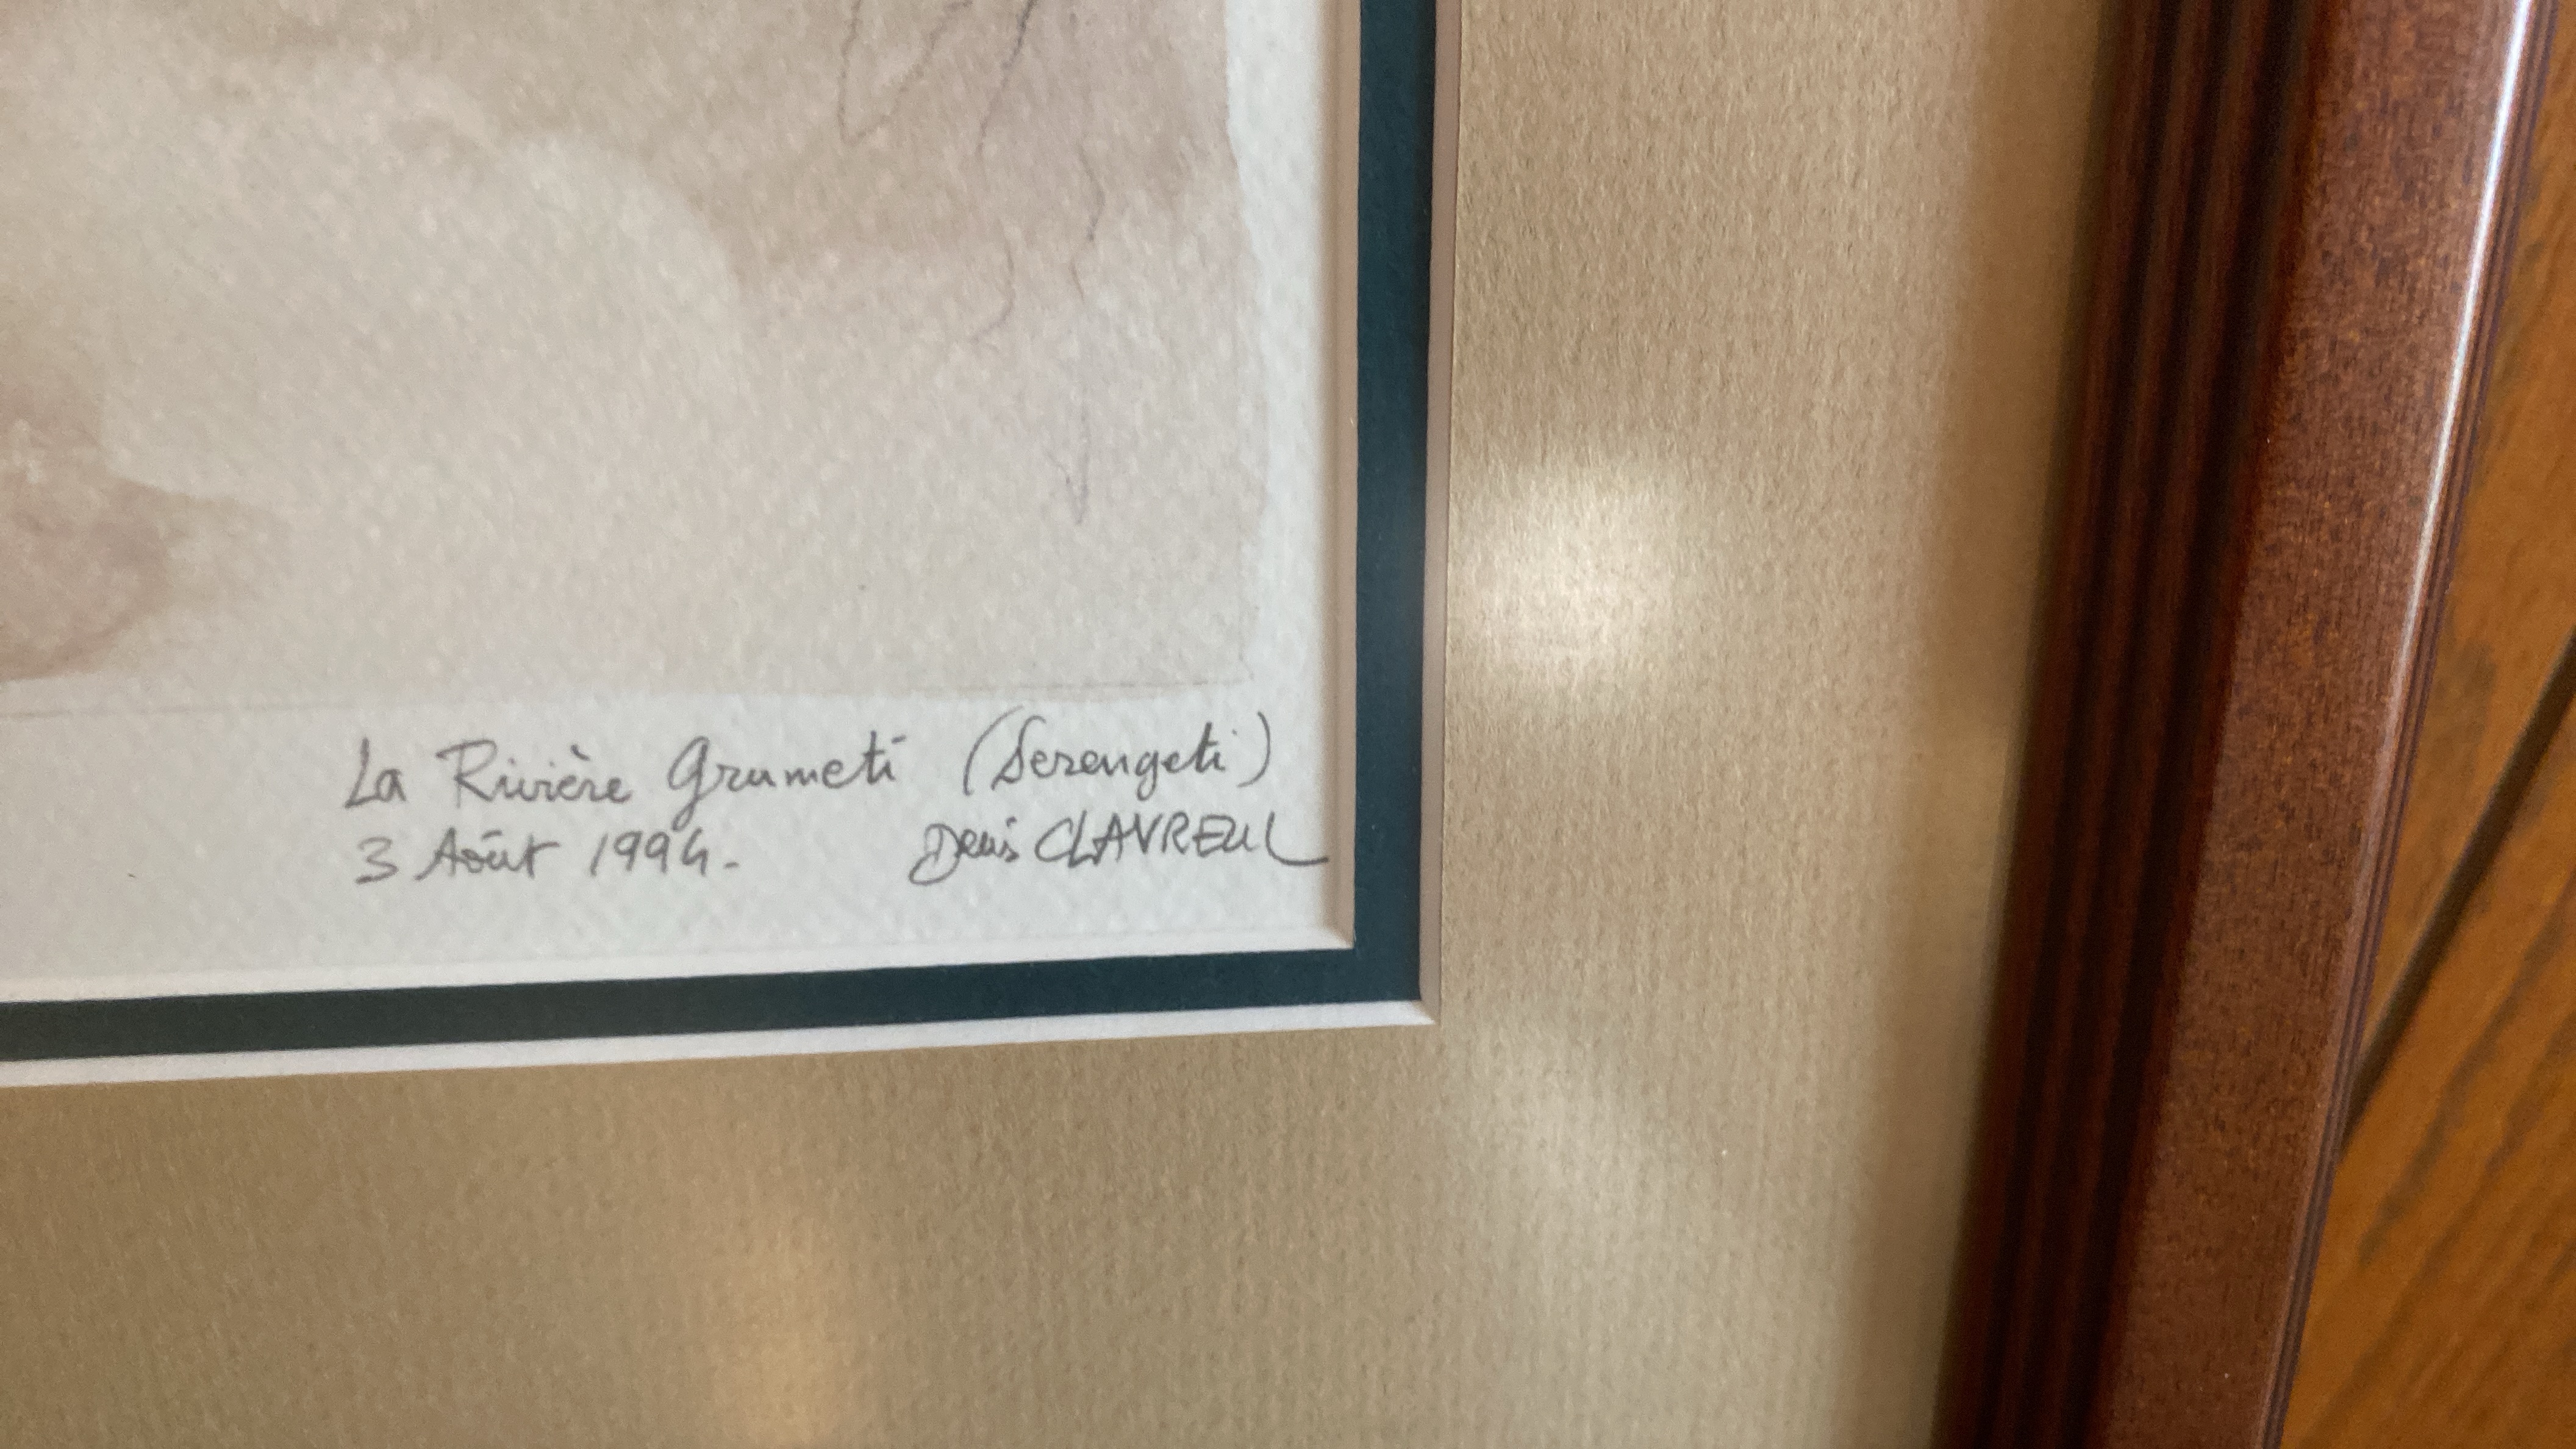 La Rivière Grumeti (Serengeti)
3 Août 1994. Denis CLAVREUL